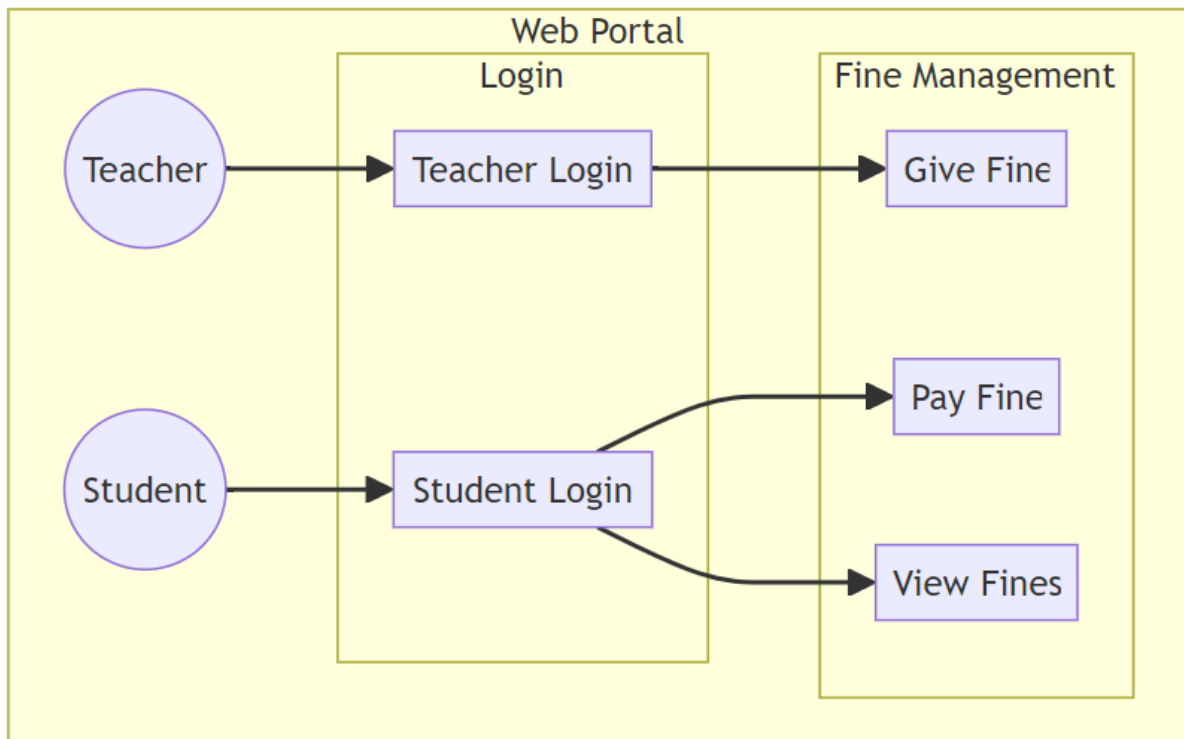 Web Portal
Login
Fine Management
Teacher
Teacher Login
Give Fine
Pay Fine
Student
Student Login
View Fines